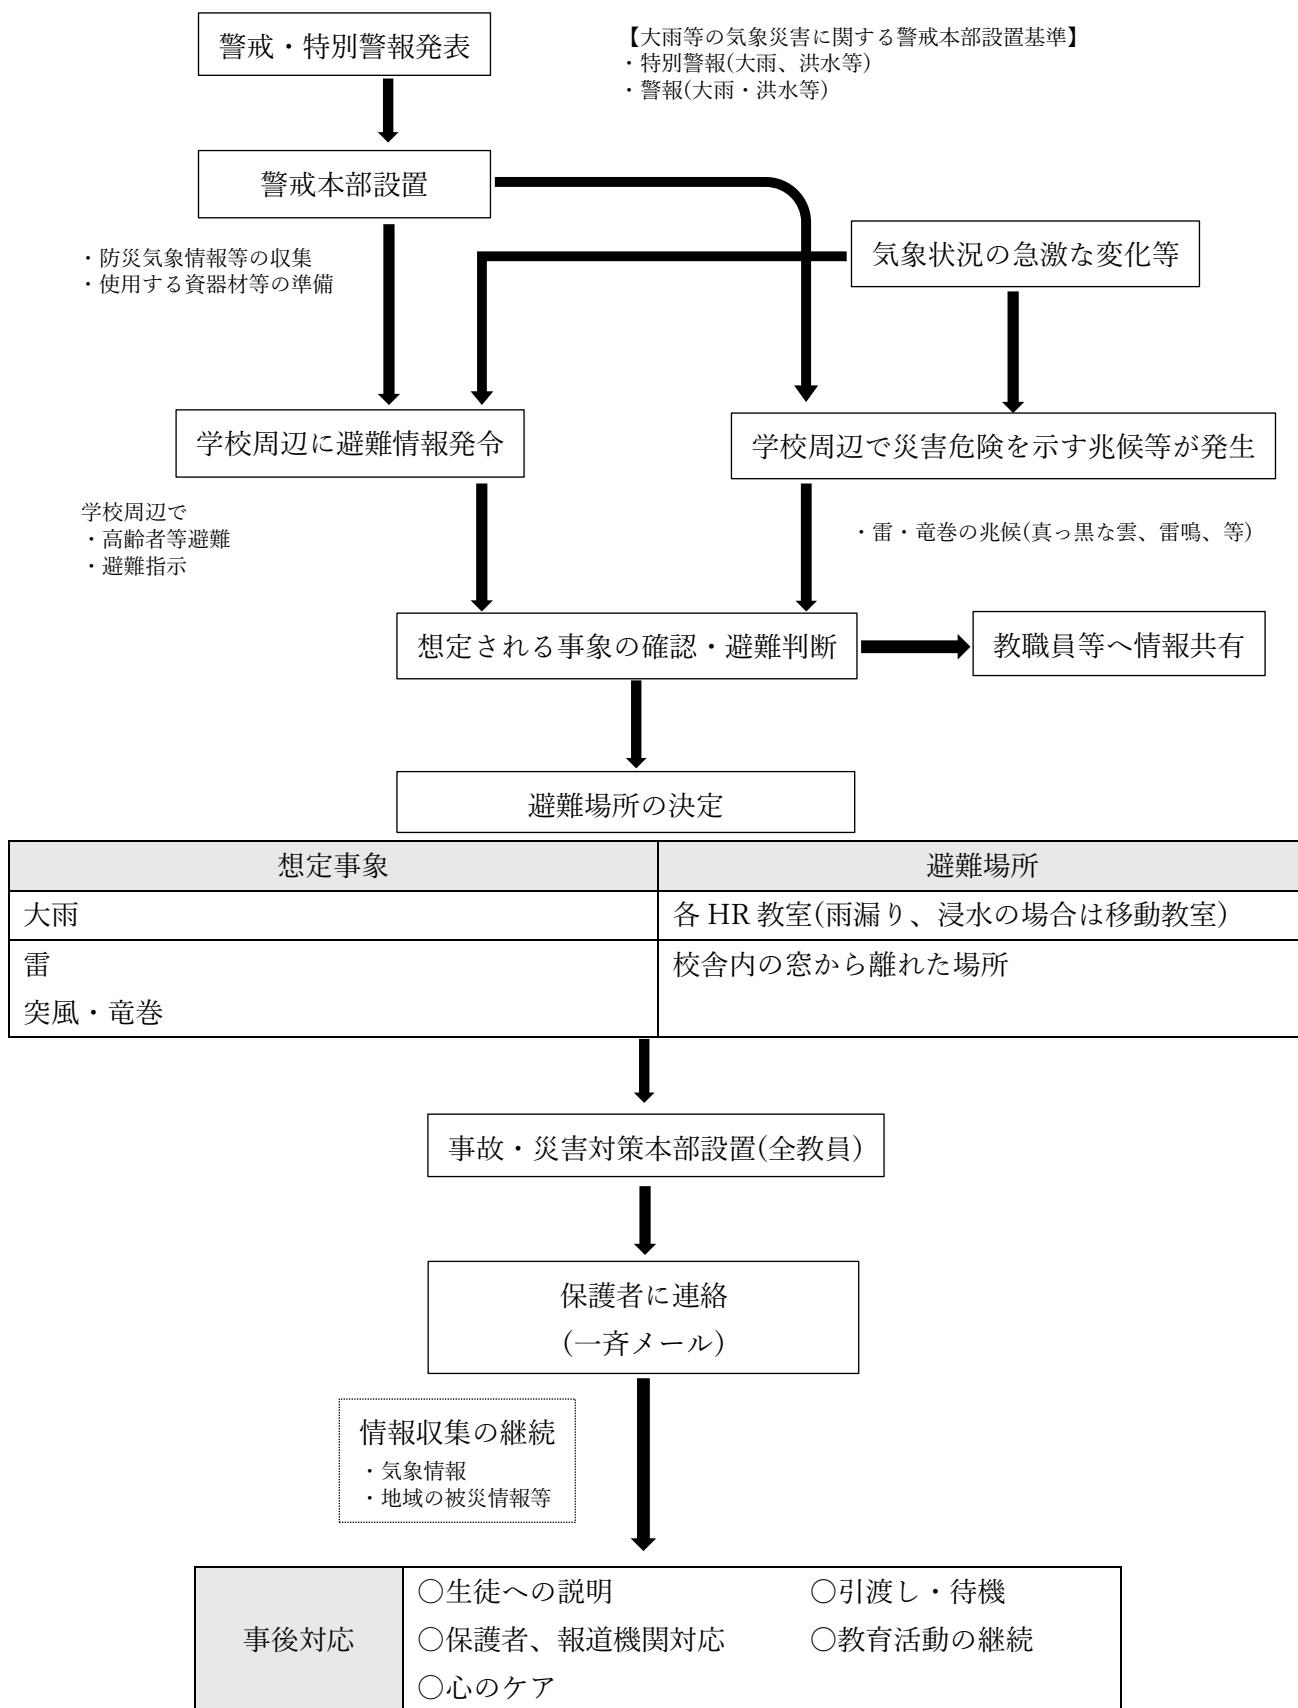 警戒・特別警報発表
【大雨等の気象災害に関する警戒本部設置基準】
・特別警報(大雨、洪水等)
・警報(大雨・洪水等)
警戒本部設置
・防災気象情報等の収集
・使用する資器材等の準備
気象状況の急激な変化等
学校周辺に避難情報発令
学校周辺で災害危険を示す兆候等が発生
学校周辺で
・高齢者等避難
・避難指示
・雷・竜巻の兆候(真っ黒な雲、雷鳴、等)
想定される事象の確認・避難判断
教職員等へ情報共有
避難場所の決定
想定事象
避難場所
大雨
各 HR 教室(雨漏り、浸水の場合は移動教室)
雷
校舎内の窓から離れた場所
突風・竜巻
事故・災害対策本部設置(全教員)
保護者に連絡
(一斉メール)
情報収集の継続
・気象情報
・地域の被災情報等
事後対応
○生徒への説明
○引渡し・待機
○保護者、報道機関対応
○教育活動の継続
○心のケア